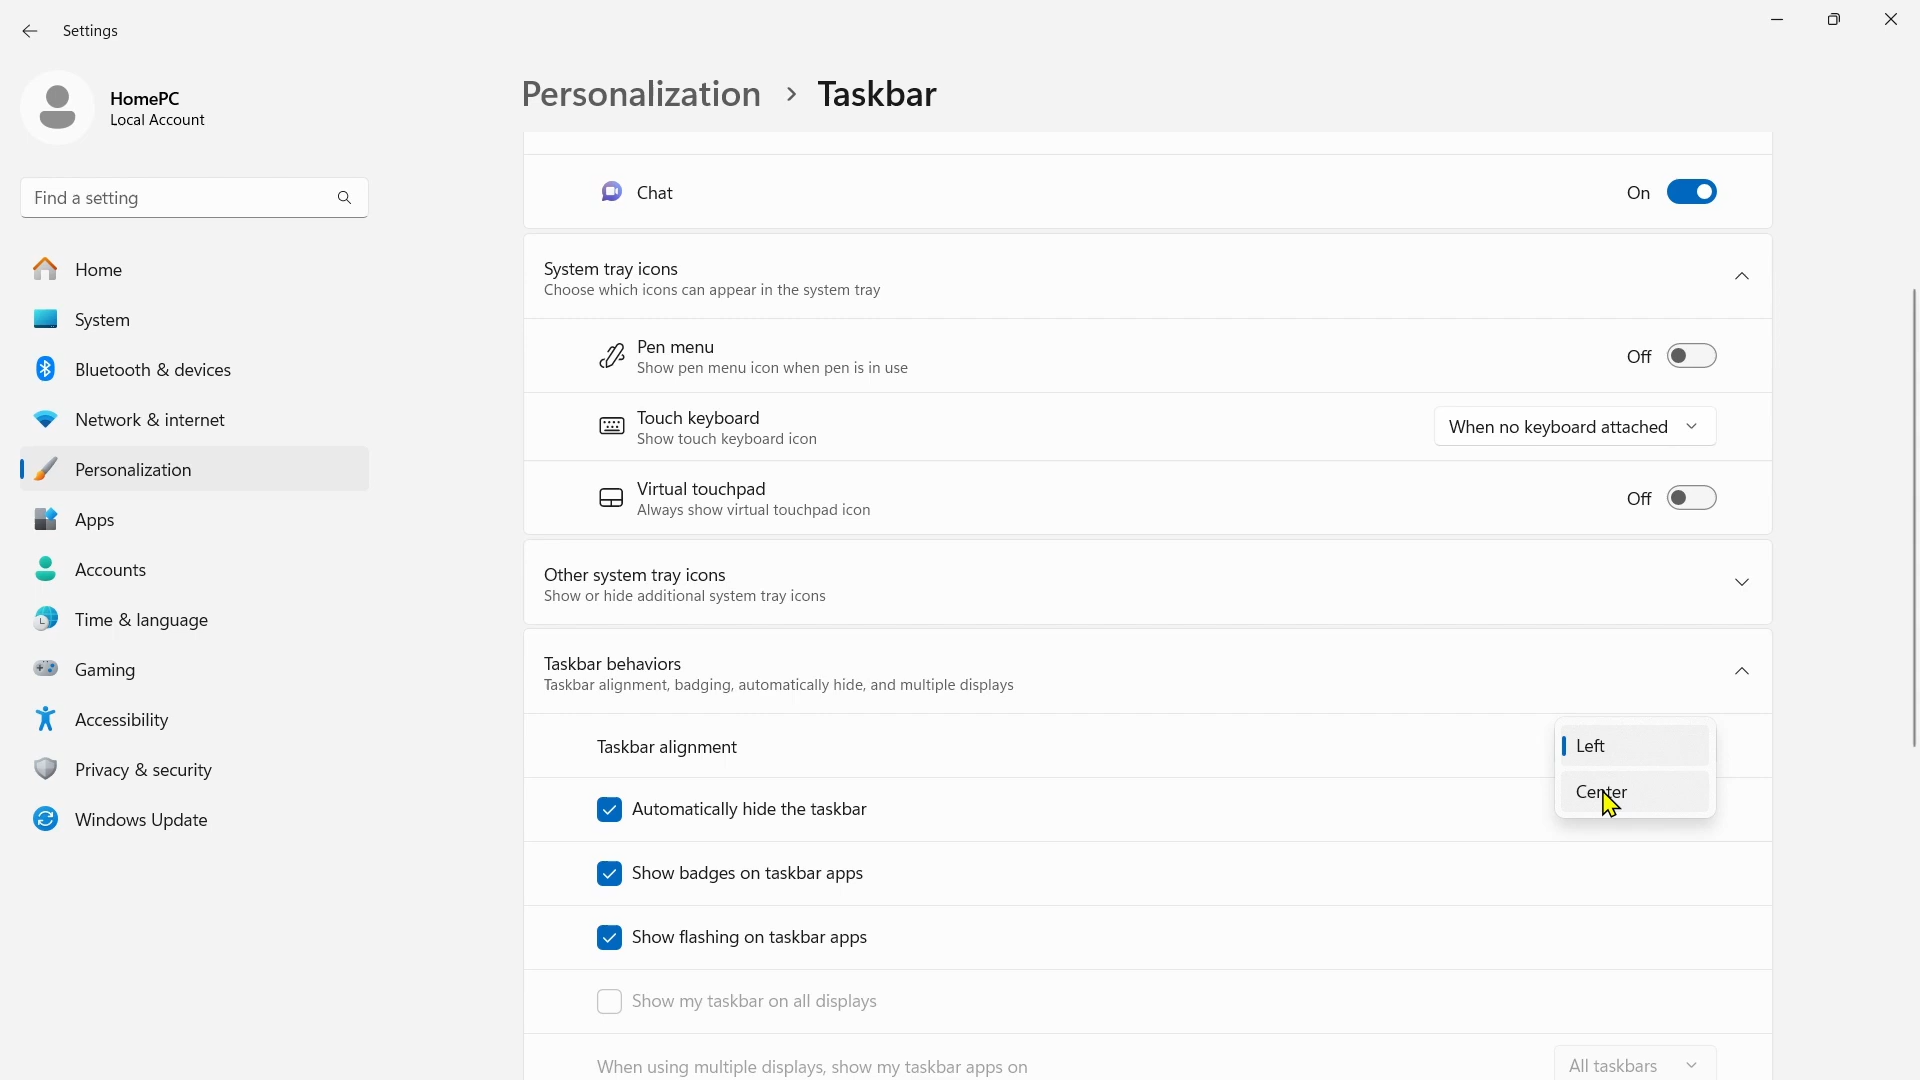 Settings
HomePC
Local Account
Find a setting
Home
System
Bluetooth & devices
Network & internet
Personalization
Apps
Accounts
Time & language
Gaming
Accessibility
Privacy & security
Windows Update
Personalization > Taskbar
Chat On
System tray icons
Choose which icons can appear in the system tray
Pen menu
Show pen menu icon when pen is in use
Off
Touch keyboard
Show touch keyboard icon
When no keyboard attached
Virtual touchpad
Always show virtual touchpad icon
Off
Other system tray icons
Show or hide additional system tray icons
Taskbar behaviors
Taskbar alignment, badging, automatically hide, and multiple displays
Taskbar alignment
Left
Center
Automatically hide the taskbar
Show badges on taskbar apps
Show flashing on taskbar apps
Show my taskbar on all displays
When using multiple displays, show my taskbar apps on
All taskbars